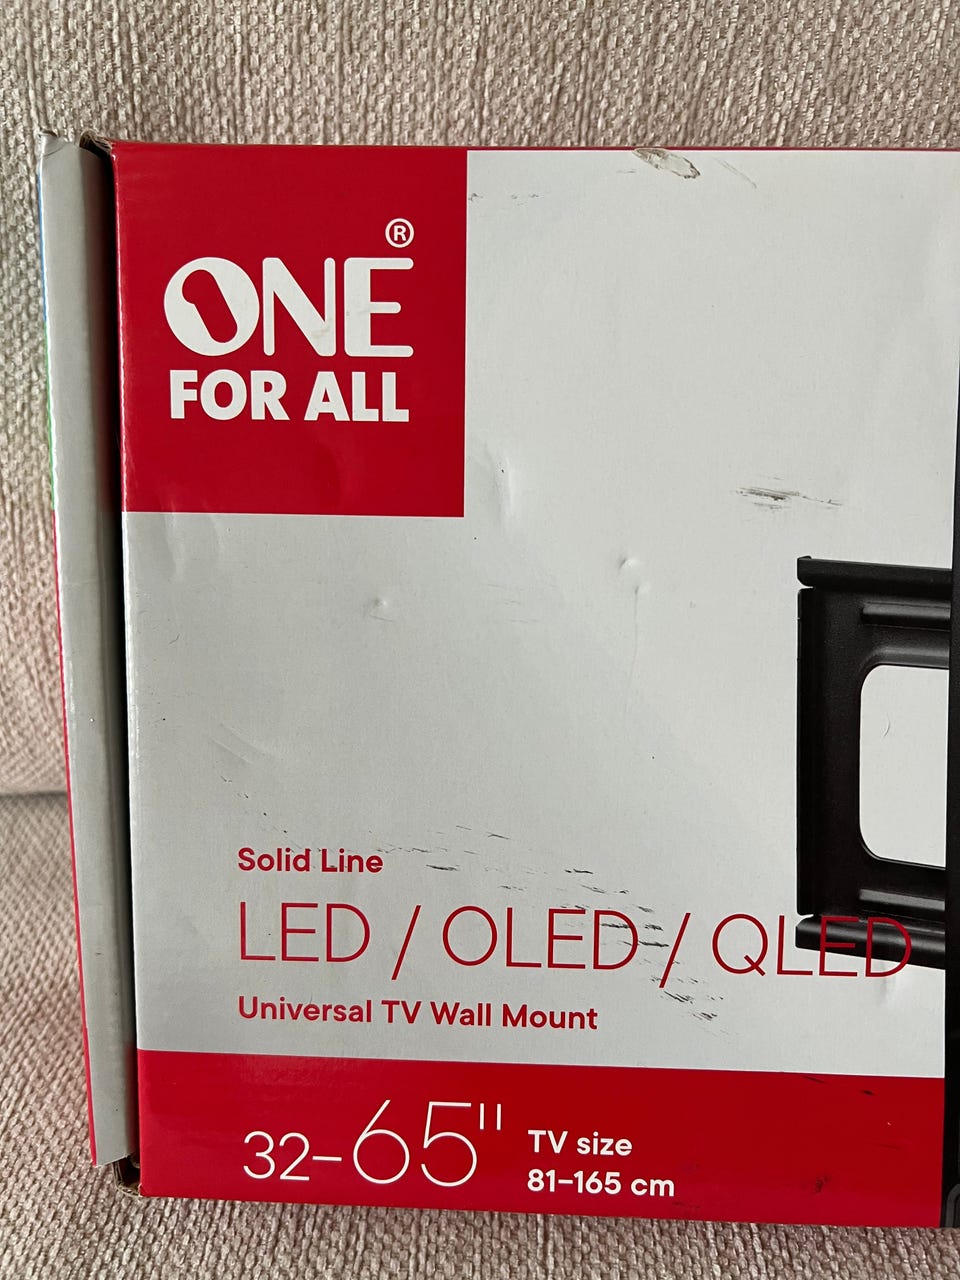 ONE®
FOR ALL
Solid Line
LED / OLED / QLED
Universal TV Wall Mount
32-65"
TV size
81-165 cm